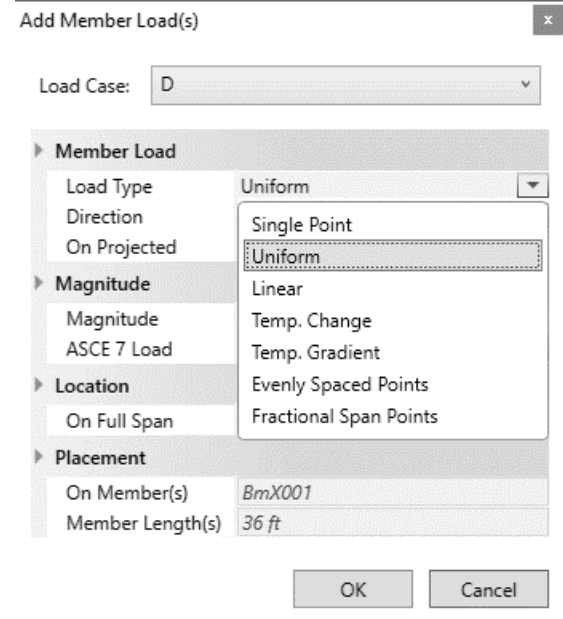 Add Member Load(s)
x
Load Case: D
Member Load
Load Type Uniform
Direction
On Projected
Single Point
Uniform
Linear
Temp. Change
Temp. Gradient
Evenly Spaced Points
Fractional Span Points
Magnitude
Magnitude
ASCE 7 Load
Location
On Full Span
Placement
On Member(s) BmX001
Member Length(s) 36 ft
OK Cancel